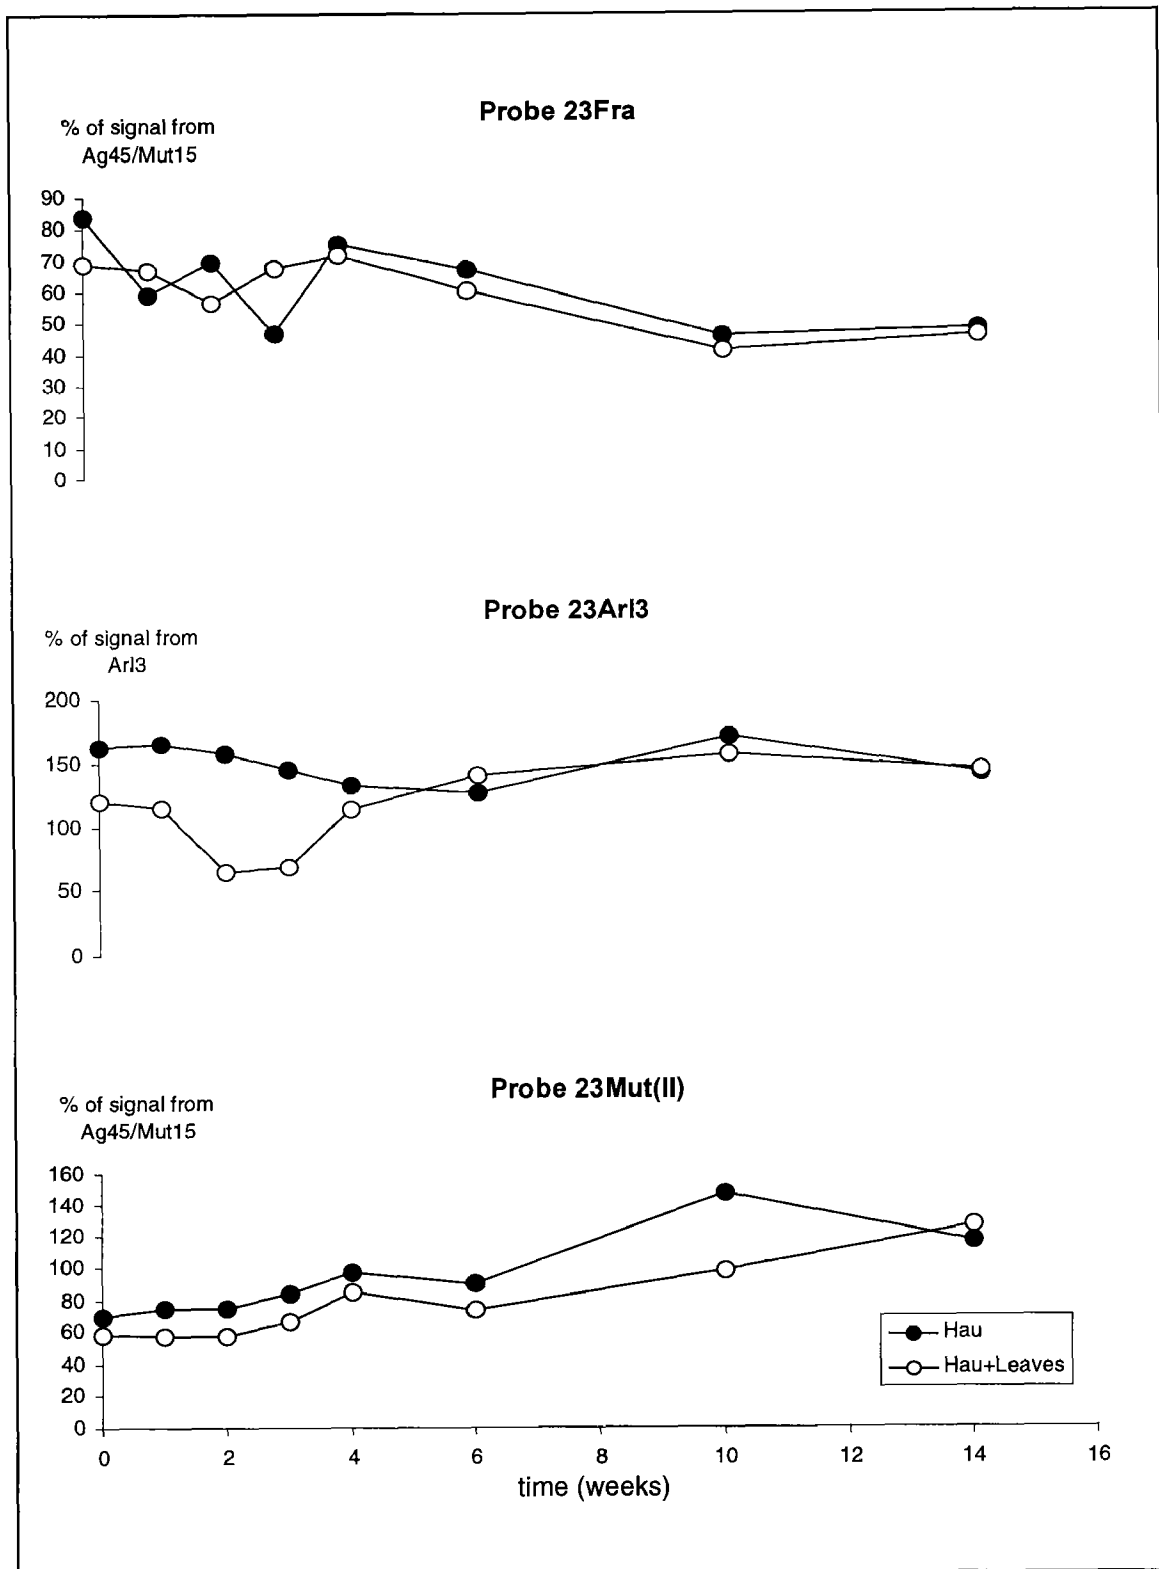 Probe 23Fra
% of signal from
Ag45/Mut15
90
80
70
60
50
40
30
20
10
0
Probe 23Arl3
% of signal from
Arl3
200
150
100
50
0
Probe 23Mut(II)
% of signal from
Ag45/Mut15
160
140
120
100
80
60
40
20
0
Hau
Hau+Leaves
0 2 4 6 8 10 12 14 16
time (weeks)